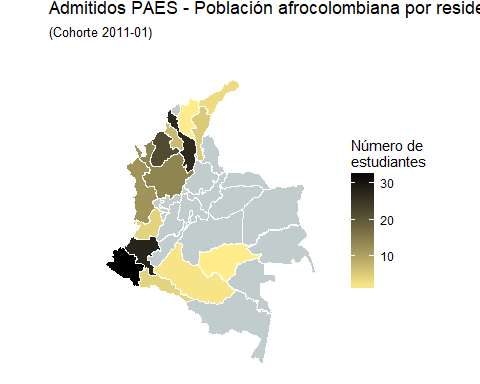 Admitidos PAES - Población afrocolombiana por reside
(Cohorte 2011-01)
Número de
estudiantes
30
20
10